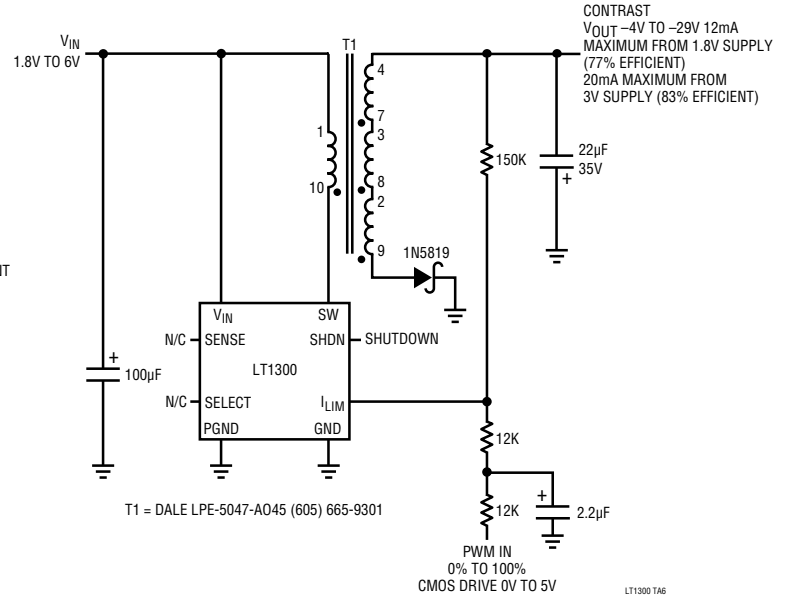 CONTRAST
VOUT –4V TO –29V 12mA
MAXIMUM FROM 1.8V SUPPLY
(77% EFFICIENT)
20mA MAXIMUM FROM
3V SUPPLY (83% EFFICIENT)
VIN
1.8V TO 6V
T1
4
7
3
8
2
9
1
10
150K
22µF
35V
+
1N5819
NT
VIN
SW
N/C
SENSE
SHDN
SHUTDOWN
LT1300
N/C
SELECT
ILIM
PGND
GND
+
100µF
12K
12K
+
2.2µF
T1 = DALE LPE-5047-AO45 (605) 665-9301
PWM IN
0% TO 100%
CMOS DRIVE 0V TO 5V
LT1300 TA6